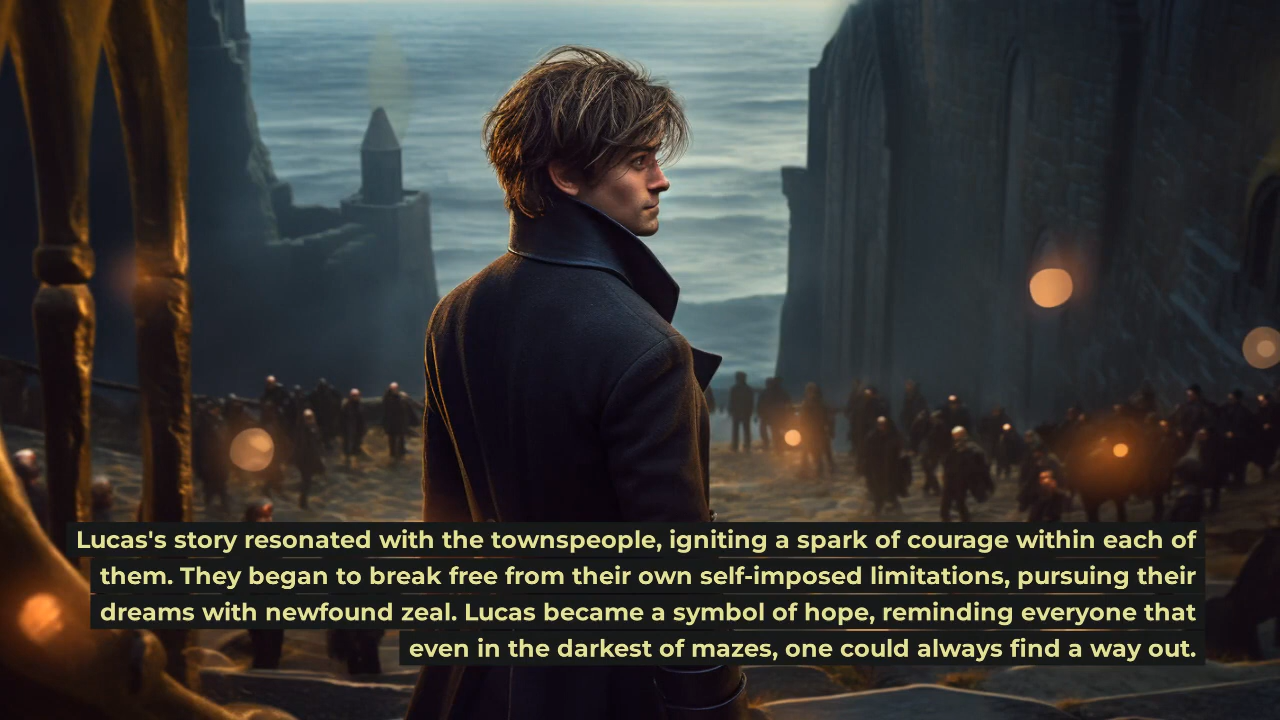 Lucas's story resonated with the townspeople, igniting a spark of courage within each of
them. They began to break free from their own self-imposed limitations, pursuing their
dreams with newfound zeal. Lucas became a symbol of hope, reminding everyone that
even in the darkest of mazes, one could always find a way out.